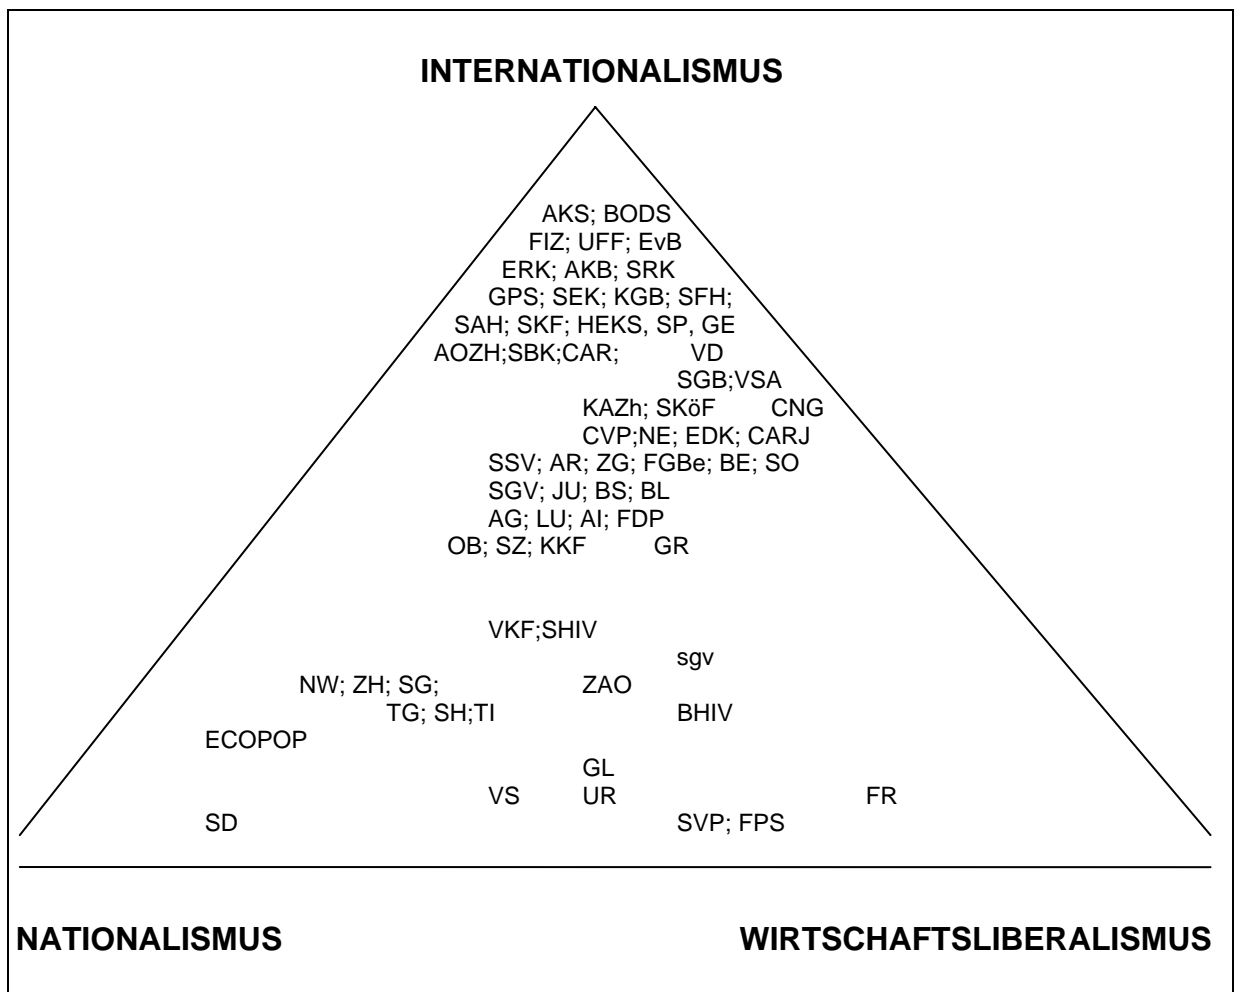 INTERNATIONALISMUS
AKS; BODS
FIZ; UFF; EvB
ERK; AKB; SRK
GPS; SEK; KGB; SFH;
SAH; SKF; HEKS, SP, GE
AOZH;SBK;CAR; VD
SGB;VSA
KAZh; SKöF CNG
CVP;NE; EDK; CARJ
SSV; AR; ZG; FGBe; BE; SO
SGV; JU; BS; BL
AG; LU; AI; FDP
OB; SZ; KKF GR
VKF;SHIV
sgv
NW; ZH; SG; ZAO
TG; SH;TI BHIV
ECOPOP
GL
VS UR FR
SD SVP; FPS
NATIONALISMUS WIRTSCHAFTSLIBERALISMUS